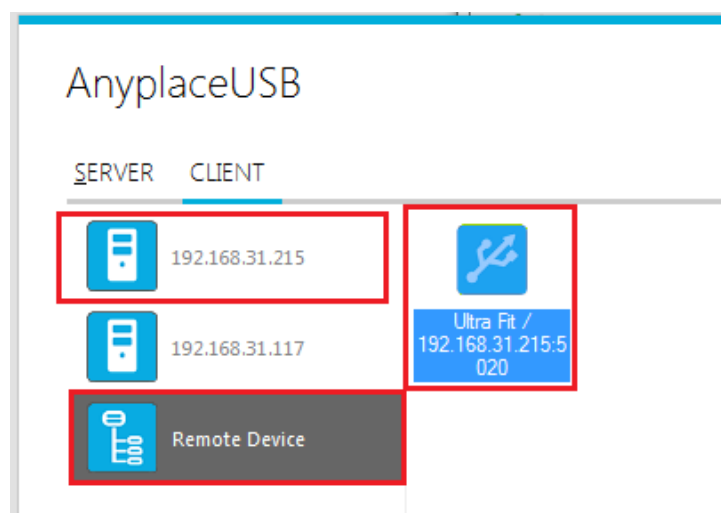 AnyplaceUSB
SERVER CLIENT
192.168.31.215
192.168.31.117
Remote Device
Ultra Fit /
192.168.31.215:5
020